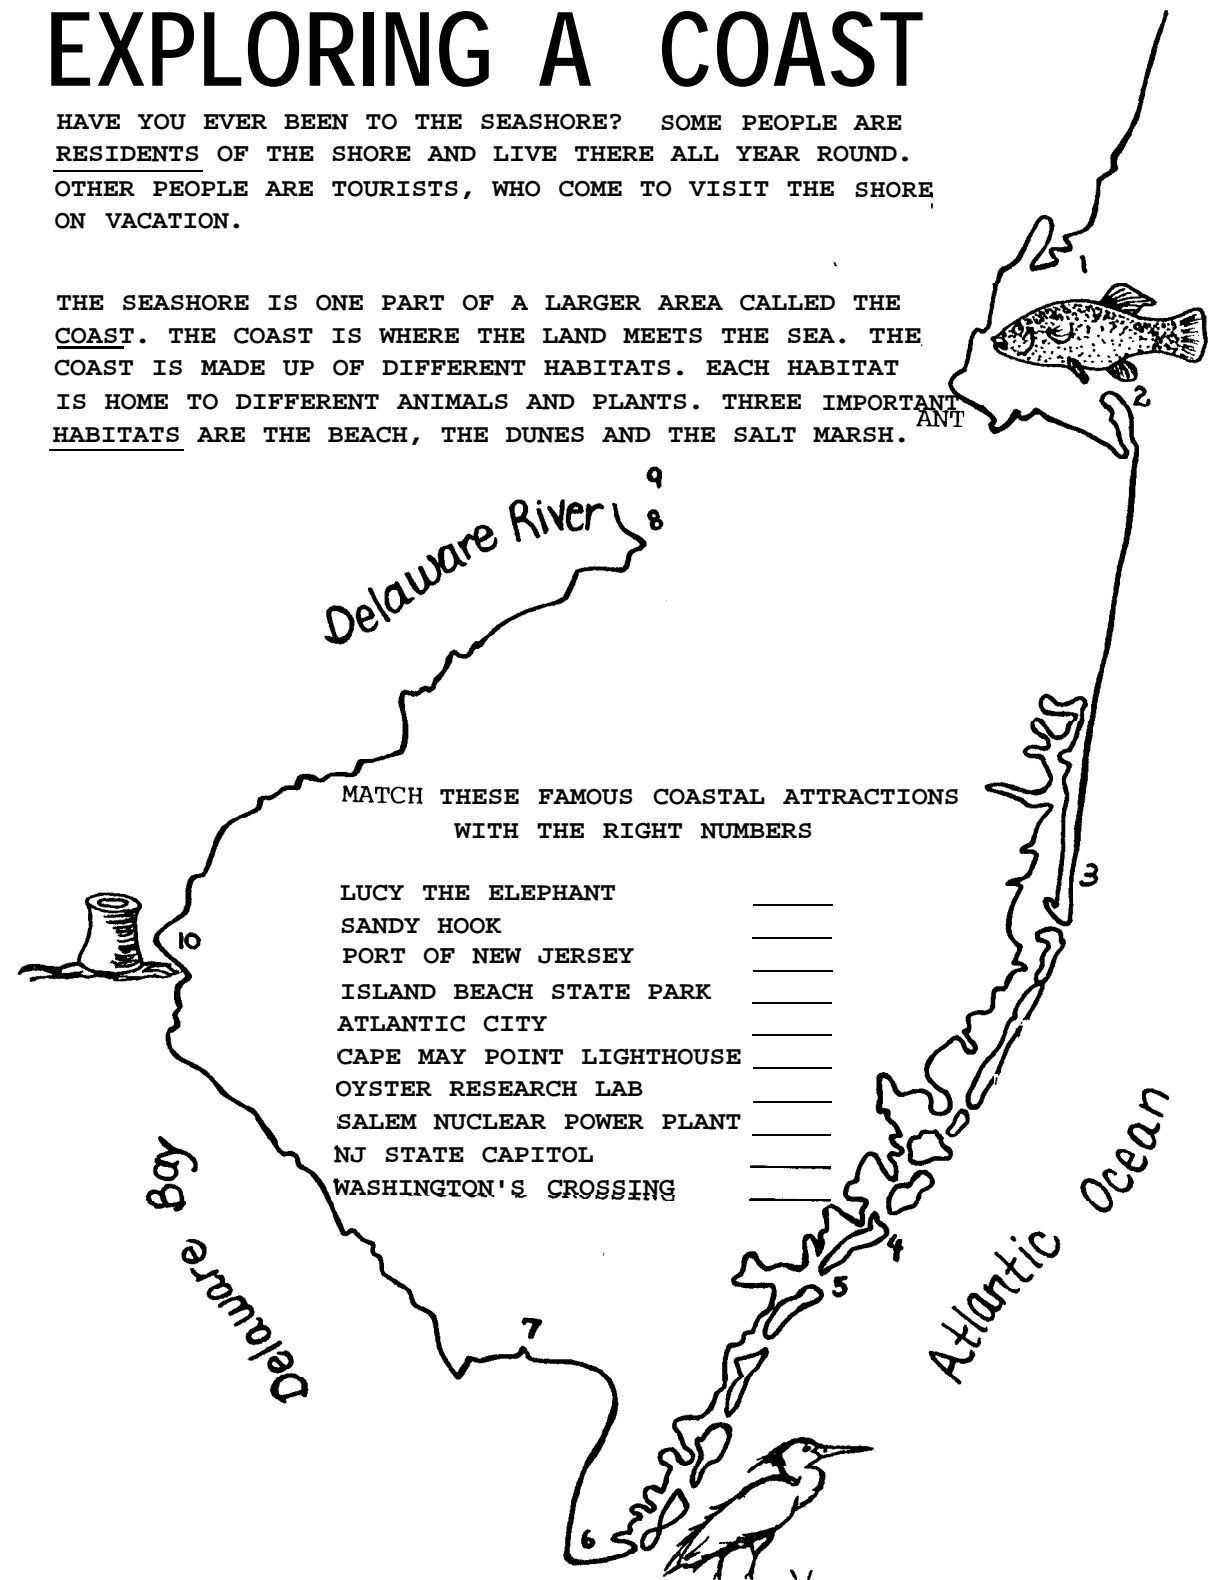 EXPLORING A COAST
HAVE YOU EVER BEEN TO THE SEASHORE? SOME PEOPLE ARE
RESIDENTS OF THE SHORE AND LIVE THERE ALL YEAR ROUND.
OTHER PEOPLE ARE TOURISTS, WHO COME TO VISIT THE SHORE
ON VACATION.
THE SEASHORE IS ONE PART OF A LARGER AREA CALLED THE
COAST. THE COAST IS WHERE THE LAND MEETS THE SEA. THE
COAST IS MADE UP OF DIFFERENT HABITATS. EACH HABITAT
IS HOME TO DIFFERENT ANIMALS AND PLANTS. THREE IMPORTANT
ANT
HABITATS ARE THE BEACH, THE DUNES AND THE SALT MARSH.
1
2
9
8
Delaware River
MATCH THESE FAMOUS COASTAL ATTRACTIONS
WITH THE RIGHT NUMBERS
3
LUCY THE ELEPHANT
SANDY HOOK
10
PORT OF NEW JERSEY
ISLAND BEACH STATE PARK
ATLANTIC CITY
CAPE MAY POINT LIGHTHOUSE
OYSTER RESEARCH LAB
SALEM NUCLEAR POWER PLANT
NJ STATE CAPITOL
WASHINGTON'S CROSSING
Delaware Bay
Atlantic Ocean
4
5
7
6